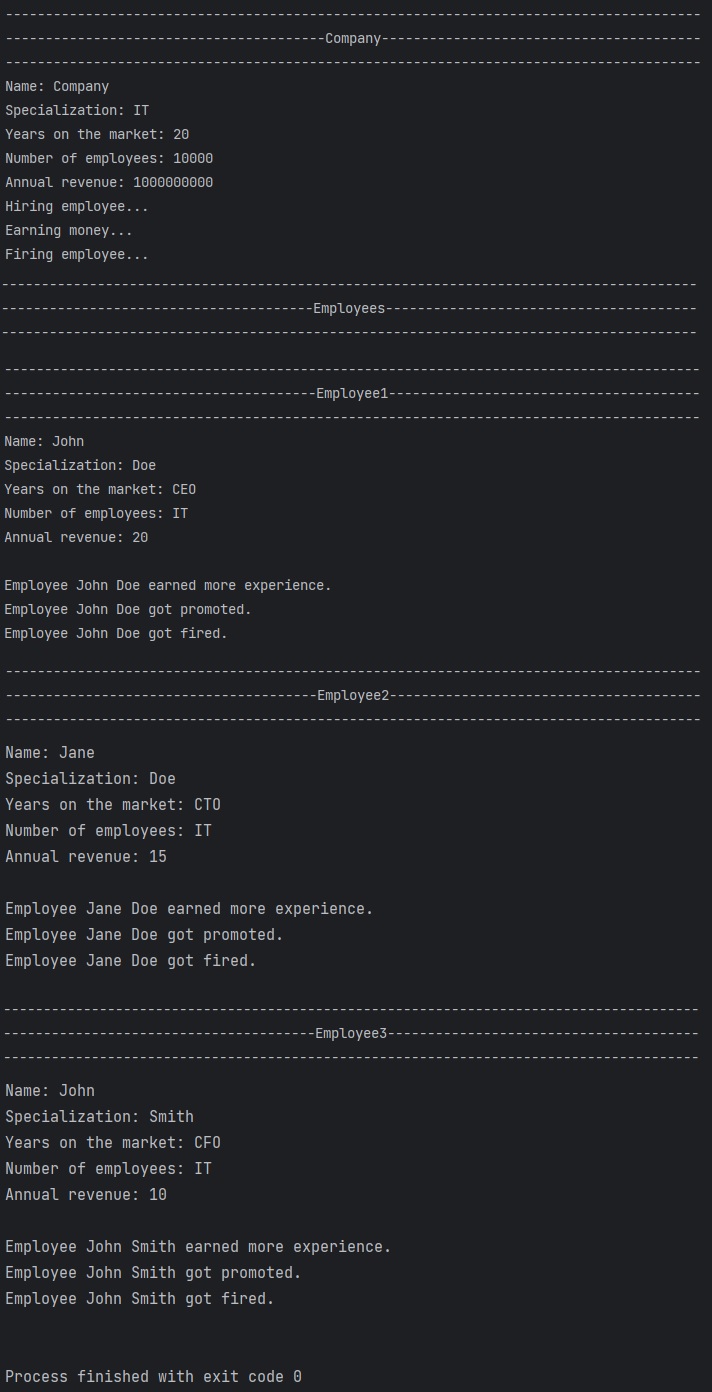 ---------------------------------------------------------------------------------------
----------------------------------------Company----------------------------------------
---------------------------------------------------------------------------------------
Name: Company
Specialization: IT
Years on the market: 20
Number of employees: 10000
Annual revenue: 1000000000
Hiring employee...
Earning money...
Firing employee...
---------------------------------------------------------------------------------------
---------------------------------------Employees---------------------------------------
---------------------------------------------------------------------------------------
---------------------------------------------------------------------------------------
---------------------------------------Employee1---------------------------------------
---------------------------------------------------------------------------------------
Name: John
Specialization: Doe
Years on the market: CEO
Number of employees: IT
Annual revenue: 20
Employee John Doe earned more experience.
Employee John Doe got promoted.
Employee John Doe got fired.
---------------------------------------------------------------------------------------
---------------------------------------Employee2---------------------------------------
---------------------------------------------------------------------------------------
Name: Jane
Specialization: Doe
Years on the market: CTO
Number of employees: IT
Annual revenue: 15
Employee Jane Doe earned more experience.
Employee Jane Doe got promoted.
Employee Jane Doe got fired.
---------------------------------------------------------------------------------------
---------------------------------------Employee3---------------------------------------
---------------------------------------------------------------------------------------
Name: John
Specialization: Smith
Years on the market: CFO
Number of employees: IT
Annual revenue: 10
Employee John Smith earned more experience.
Employee John Smith got promoted.
Employee John Smith got fired.
Process finished with exit code 0